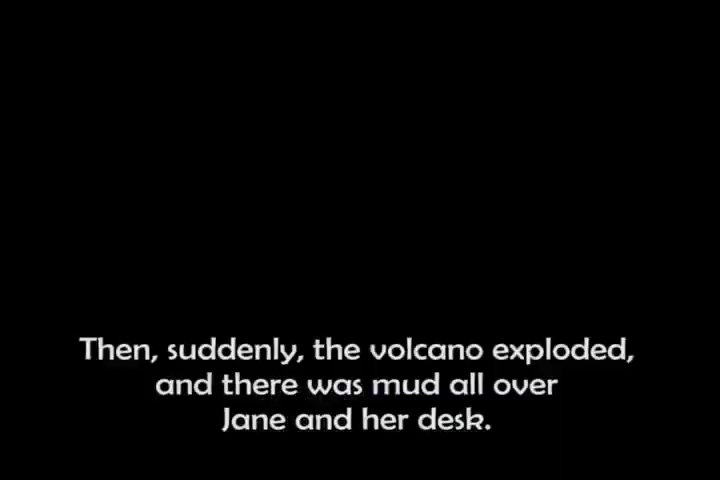 Then, suddenly, the volcano exploded,
and there was mud all over
Jane and her desk.